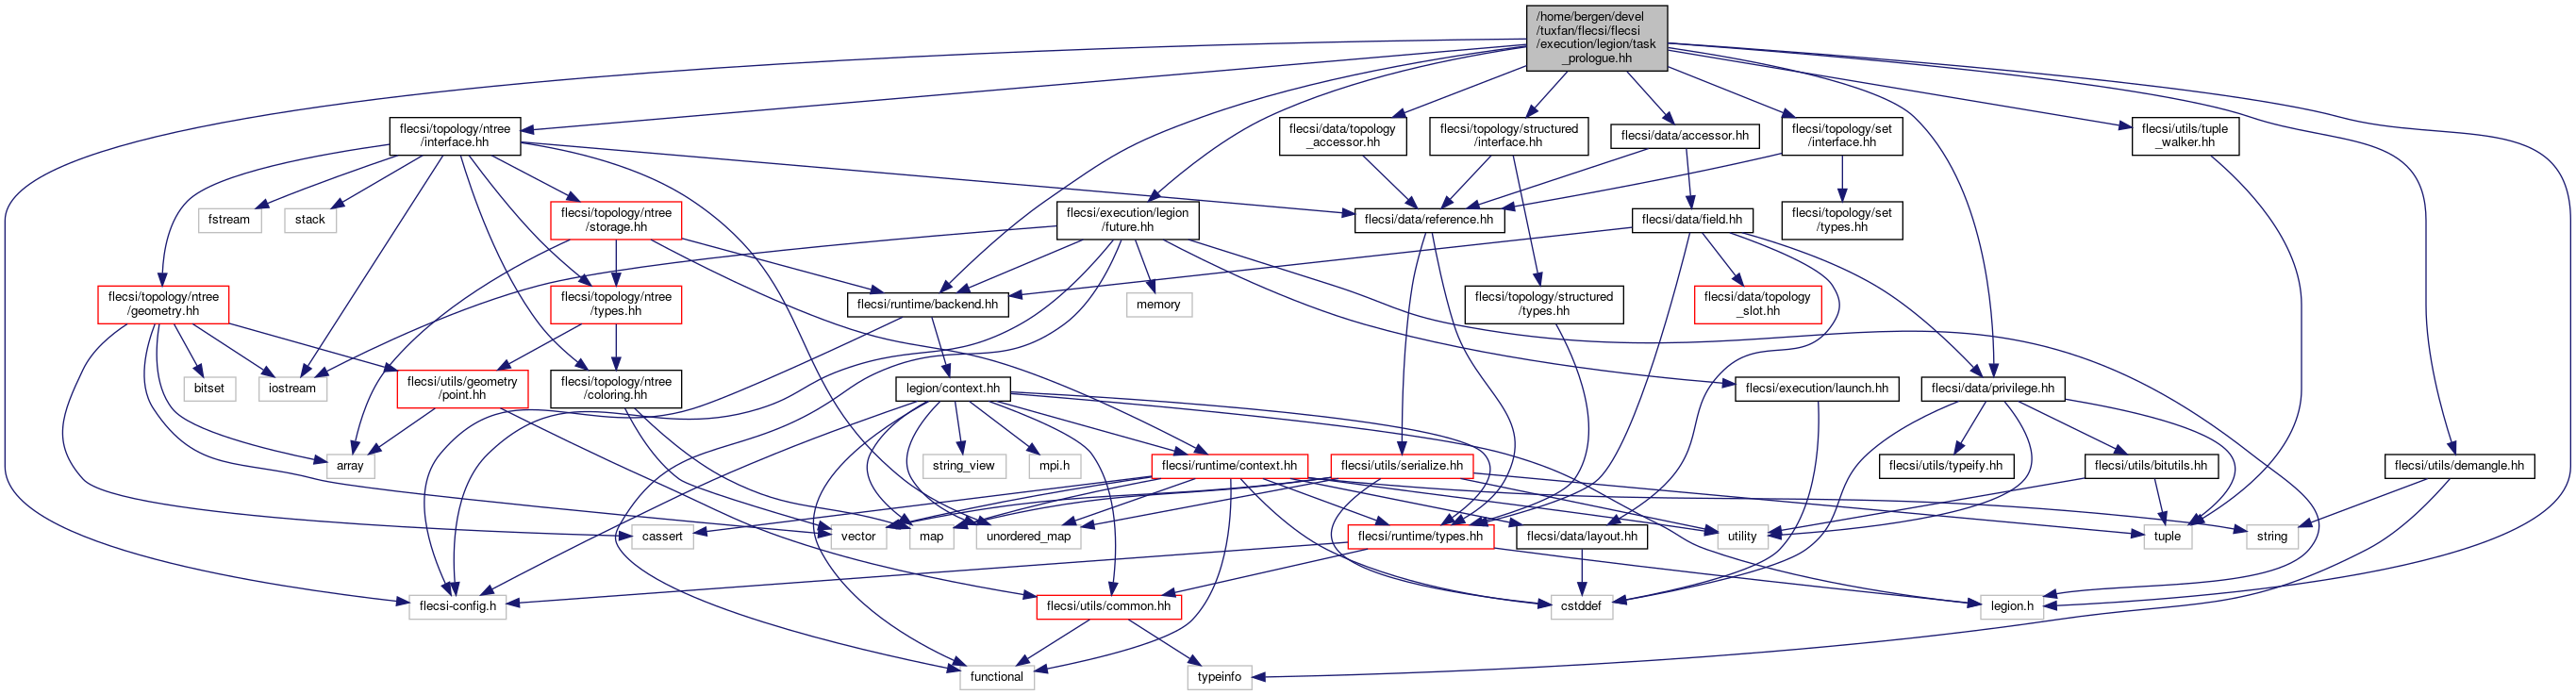 /home/bergen/devel
/tuxfan/flecsi/flecsi
/execution/legion/task
_prologue.hh
flecsi/topology/ntree
/interface.hh
flecsi/data/topology
_accessor.hh
flecsi/topology/structured
/interface.hh
flecsi/data/accessor.hh
flecsi/topology/set
/interface.hh
flecsi/utils/tuple
_walker.hh
fstream
stack
flecsi/topology/ntree
/storage.hh
flecsi/execution/legion
/future.hh
flecsi/data/reference.hh
flecsi/data/field.hh
flecsi/topology/set
/types.hh
flecsi/topology/ntree
/geometry.hh
flecsi/topology/ntree
/types.hh
flecsi/runtime/backend.hh
memory
flecsi/topology/structured
/types.hh
flecsi/data/topology
_slot.hh
bitset
iostream
flecsi/utils/geometry
/point.hh
flecsi/topology/ntree
/coloring.hh
legion/context.hh
flecsi/execution/launch.hh
flecsi/data/privilege.hh
array
string_view
mpi.h
flecsi/runtime/context.hh
flecsi/utils/serialize.hh
flecsi/utils/typeify.hh
flecsi/utils/bitutils.hh
flecsi/utils/demangle.hh
cassert
vector
map
unordered_map
flecsi/runtime/types.hh
flecsi/data/layout.hh
utility
tuple
string
flecsi-config.h
flecsi/utils/common.hh
cstddef
legion.h
functional
typeinfo